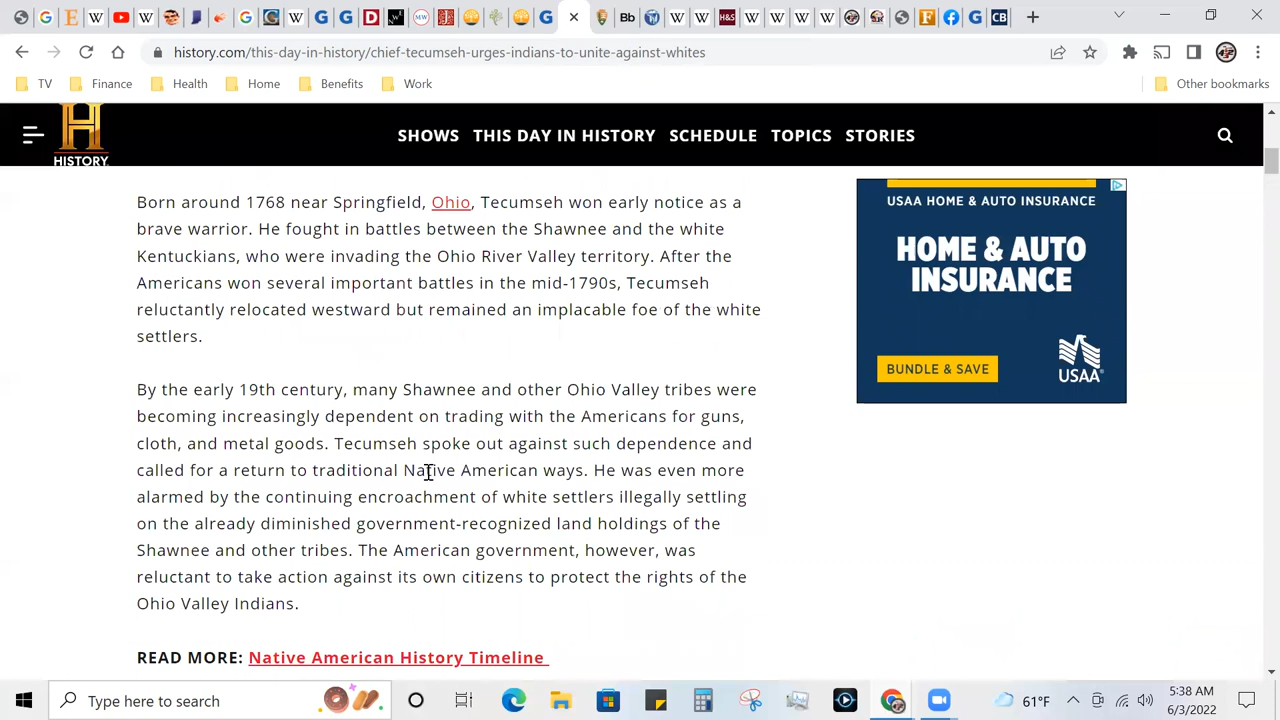 history.com/this-day-in-history/chief-tecumseh-urges-indians-to-unite-against-whites
TV Finance Health Home Benefits Work Other bookmarks
H
HISTORY
SHOWS THIS DAY IN HISTORY SCHEDULE TOPICS STORIES
Born around 1768 near Springfield, Ohio, Tecumseh won early notice as a
brave warrior. He fought in battles between the Shawnee and the white
Kentuckians, who were invading the Ohio River Valley territory. After the
Americans won several important battles in the mid-1790s, Tecumseh
reluctantly relocated westward but remained an implacable foe of the white
settlers.
By the early 19th century, many Shawnee and other Ohio Valley tribes were
becoming increasingly dependent on trading with the Americans for guns,
cloth, and metal goods. Tecumseh spoke out against such dependence and
called for a return to traditional Native American ways. He was even more
alarmed by the continuing encroachment of white settlers illegally settling
on the already diminished government-recognized land holdings of the
Shawnee and other tribes. The American government, however, was
reluctant to take action against its own citizens to protect the rights of the
Ohio Valley Indians.
READ MORE: Native American History Timeline
USAA HOME & AUTO INSURANCE
HOME & AUTO
INSURANCE
BUNDLE & SAVE
USAA
Type here to search
61°F
5:38 AM
6/3/2022